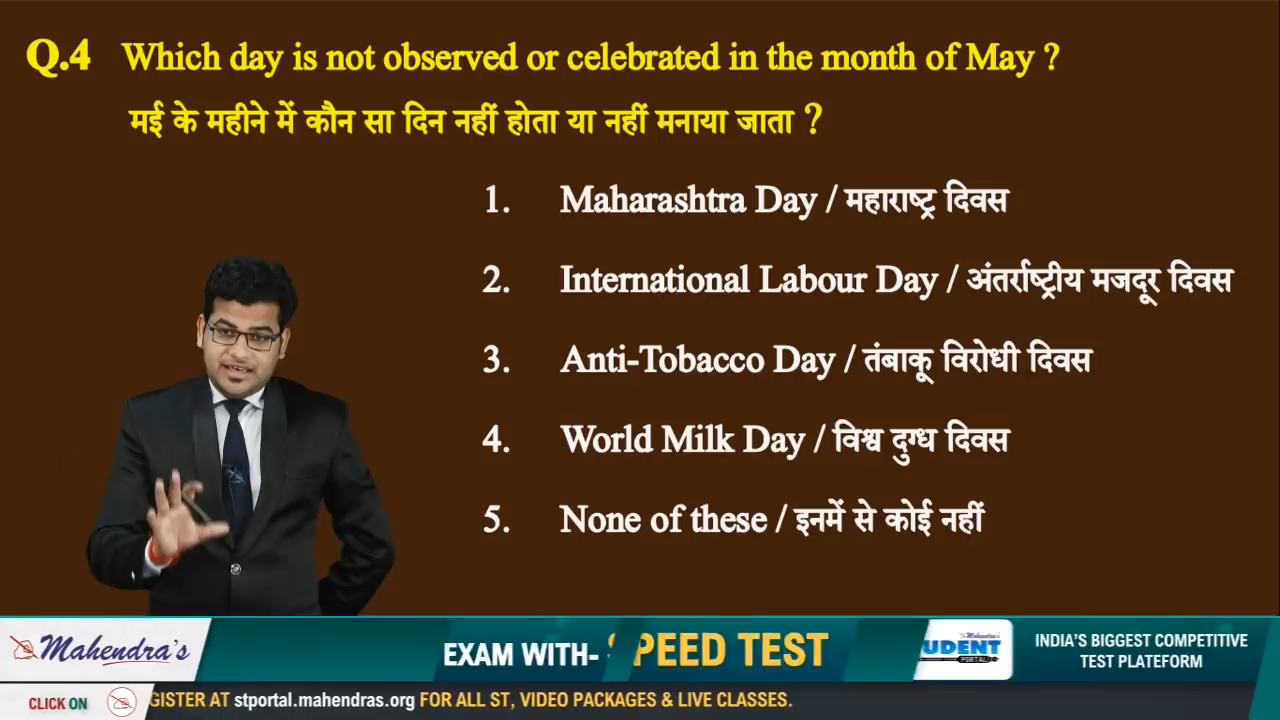 Q.4 Which day is not observed or celebrated in the month of May ?
मई के महीने में कौन सा दिन नहीं होता या नहीं मनाया जाता ?
1. Maharashtra Day / महाराष्ट्र दिवस
2. International Labour Day / अंतर्राष्ट्रीय मजदूर दिवस
3. Anti-Tobacco Day / तंबाकू विरोधी दिवस
4. World Milk Day / विश्व दुग्ध दिवस
5. None of these / इनमें से कोई नहीं
Mahendra's
EXAM WITH- SPEED TEST
Mahendra's
UDENT
PORTAL
INDIA'S BIGGEST COMPETITIVE
TEST PLATEFORM
CLICK ON
GISTER AT stportal.mahendras.org FOR ALL ST, VIDEO PACKAGES & LIVE CLASSES.